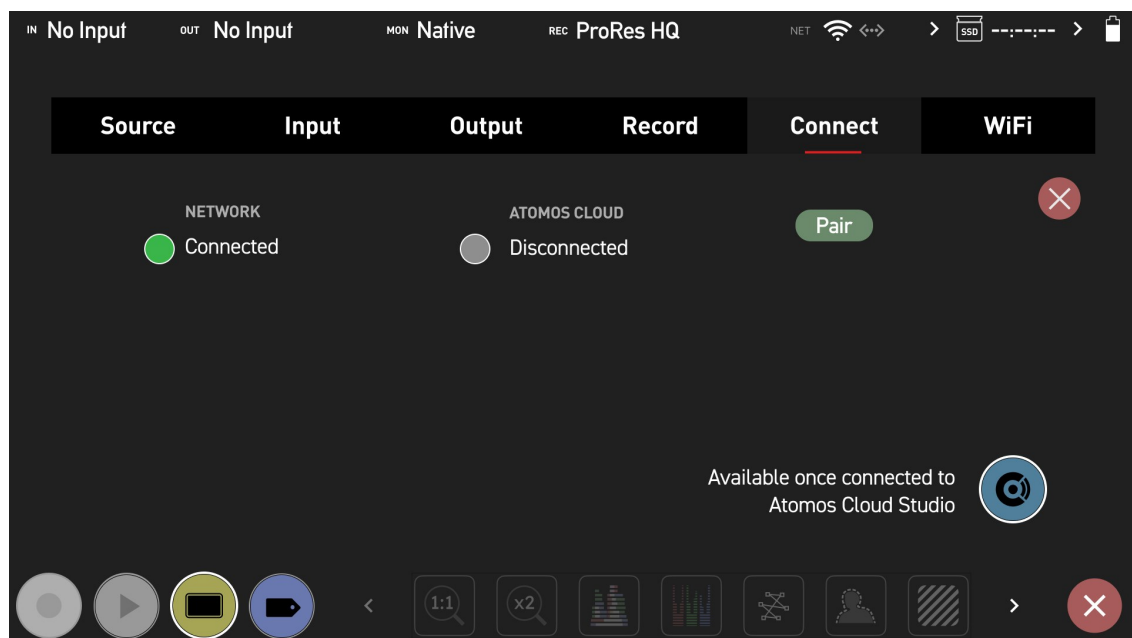 IN No Input OUT No Input MON Native REC ProRes HQ NET > SSD --:--:-- >
Source Input Output Record Connect WiFi
NETWORK ATOMOS CLOUD
Pair
Connected Disconnected
Available once connected to
Atomos Cloud Studio
< 1:1 x2 >